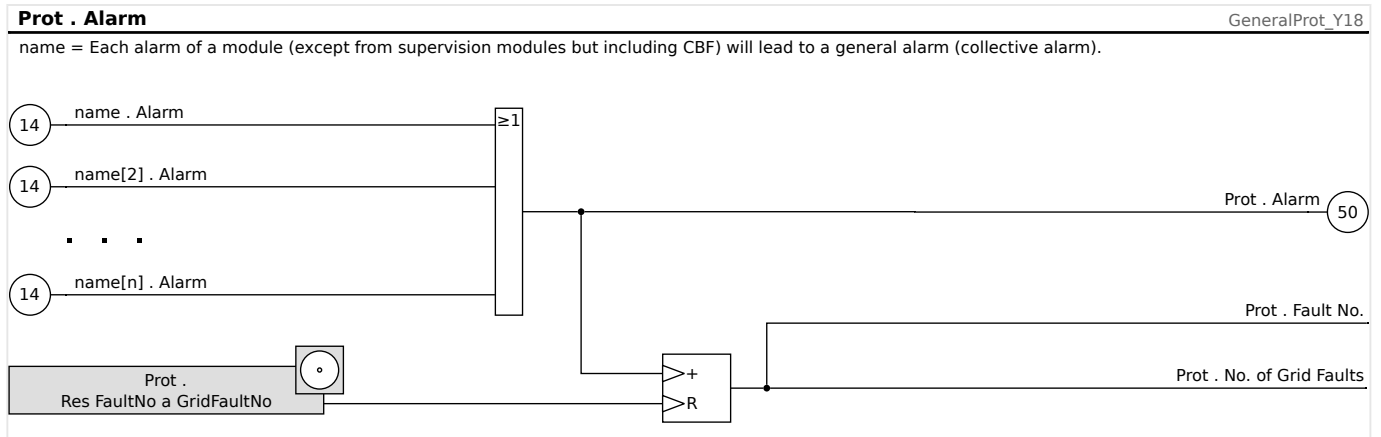 Prot . Alarm
GeneralProt_Y18
name = Each alarm of a module (except from supervision modules but including CBF) will lead to a general alarm (collective alarm).
14
name . Alarm
≥1
14
name[2] . Alarm
Prot . Alarm
50
. . .
14
name[n] . Alarm
Prot . Fault No.
Prot .
Res FaultNo a GridFaultNo
+
R
Prot . No. of Grid Faults